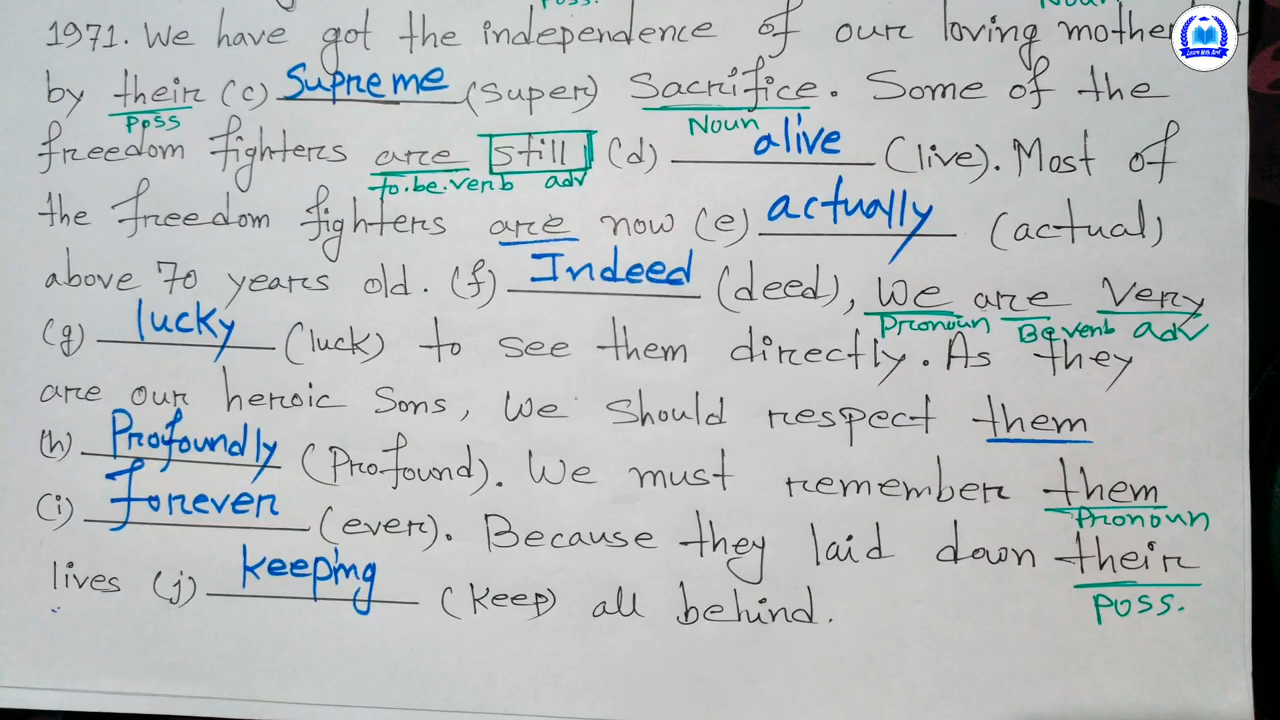 Poss.
Noun
1971. We have got the independence of our loving
by their (c) Supreme (super) Sacrifice. Some of the
Poss
Noun
freedom fighters are still (d) alive (live). Most of
to.be.verb adv
the freedom fighters are now (e) actually (actual)
above 70 years old. (f) Indeed (deed), We are Very
Pronoun Be verb adv
(g) lucky (luck) to see them directly. As they
are our heroic Sons, We should respect them
(h) Profoundly (Profound). We must remember them
Pronoun
(i) forever (ever). Because they laid down their
poss.
lives (j) keeping (keep) all behind.